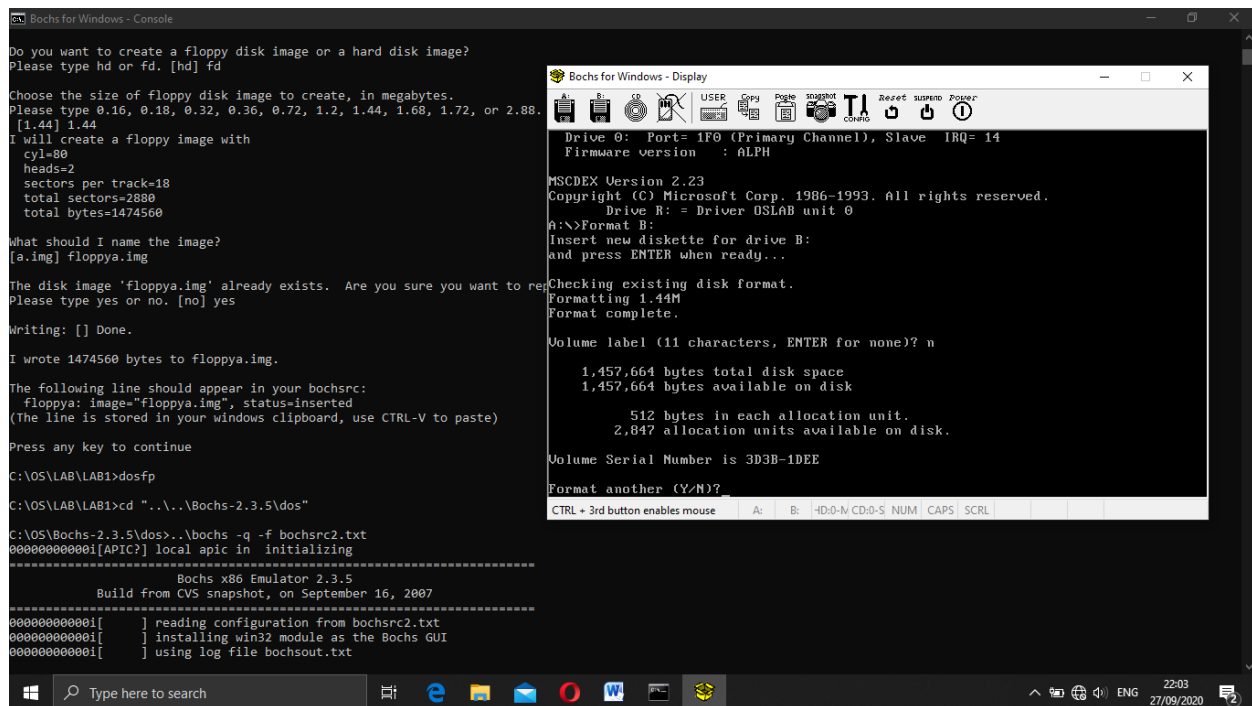 Bochs for Windows - Console
Do you want to create a floppy disk image or a hard disk image?
Please type hd or fd. [hd] fd
Choose the size of floppy disk image to create, in megabytes.
Please type 0.16, 0.18, 0.32, 0.36, 0.72, 1.2, 1.44, 1.68, 1.72, or 2.88.
[1.44] 1.44
I will create a floppy image with
cyl=80
heads=2
sectors per track=18
total sectors=2880
total bytes=1474560
What should I name the image?
[a.img] floppya.img
The disk image 'floppya.img' already exists. Are you sure you want to rep
Please type yes or no. [no] yes
Writing: [] Done.
I wrote 1474560 bytes to floppya.img.
The following line should appear in your bochsrc:
floppya: image="floppya.img", status=inserted
(The line is stored in your windows clipboard, use CTRL-V to paste)
Press any key to continue
C:\OS\LAB\LAB1>dosfp
C:\OS\LAB\LAB1>cd "..\..\Bochs-2.3.5\dos"
C:\OS\Bochs-2.3.5\dos>..\bochs -q -f bochsrc2.txt
00000000000i[APIC?] local apic in initializing
========================================================================
Bochs x86 Emulator 2.3.5
Build from CVS snapshot, on September 16, 2007
========================================================================
00000000000i[     ] reading configuration from bochsrc2.txt
00000000000i[     ] installing win32 module as the Bochs GUI
00000000000i[     ] using log file bochsout.txt
Bochs for Windows - Display
A: B: CD USER Copy Paste snapshot CONFIG Reset SUSPEND Power
Drive 0: Port= 1F0 (Primary Channel), Slave IRQ= 14
Firmware version : ALPH
MSCDEX Version 2.23
Copyright (C) Microsoft Corp. 1986-1993. All rights reserved.
Drive R: = Driver OSLAB unit 0
A:\>Format B:
Insert new diskette for drive B:
and press ENTER when ready...
Checking existing disk format.
Formatting 1.44M
Format complete.
Volume label (11 characters, ENTER for none)? n
1,457,664 bytes total disk space
1,457,664 bytes available on disk
512 bytes in each allocation unit.
2,847 allocation units available on disk.
Volume Serial Number is 3D3B-1DEE
Format another (Y/N)?_
CTRL + 3rd button enables mouse A: B: HD:0-M CD:0-S NUM CAPS SCRL
Type here to search
ENG
22:03
27/09/2020
2